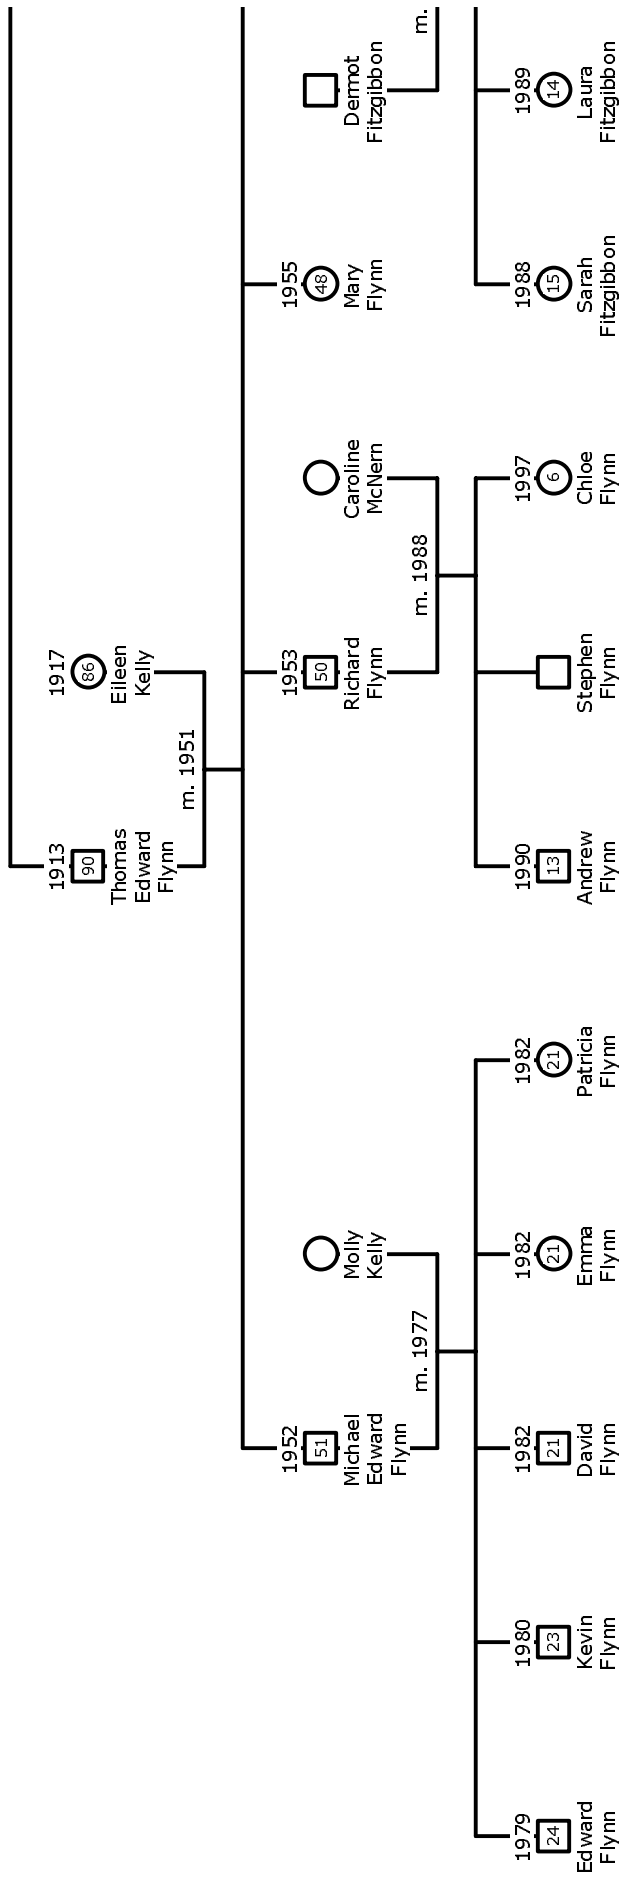 1913
90
Thomas
Edward
Flynn
1917
86
Eileen
Kelly
m. 1951
1952
51
Michael
Edward
Flynn
Molly
Kelly
m. 1977
1953
50
Richard
Flynn
Caroline
McNern
m. 1988
1955
48
Mary
Flynn
Dermot
Fitzgibbon
m.
1979
24
Edward
Flynn
1980
23
Kevin
Flynn
1982
21
David
Flynn
1982
21
Emma
Flynn
1982
21
Patricia
Flynn
1990
13
Andrew
Flynn
Stephen
Flynn
1997
6
Chloe
Flynn
1988
15
Sarah
Fitzgibbon
1989
14
Laura
Fitzgibbon